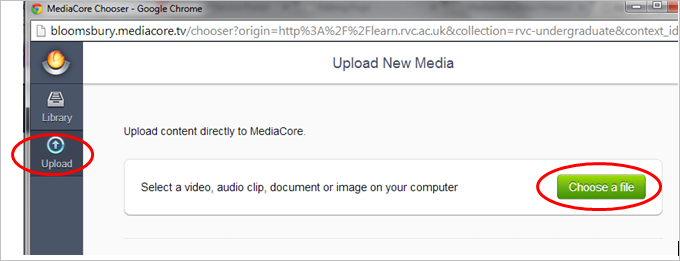 MediaCore Chooser - Google Chrome
bloomsbury.mediacore.tv/chooser?origin=http%3A%2F%2Flearn.rvc.ac.uk&collection=rvc-undergraduate&context_id
Upload New Media
Library
Upload
Upload content directly to MediaCore.
Select a video, audio clip, document or image on your computer
Choose a file